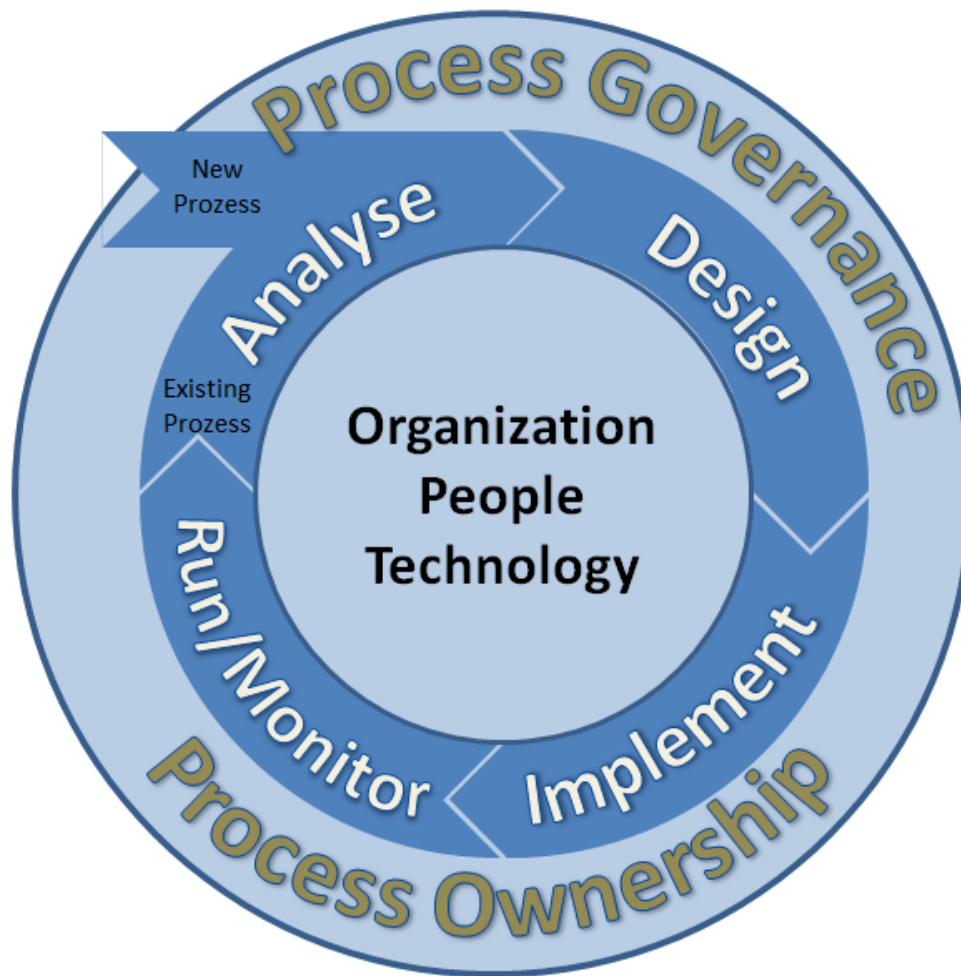 Process Governance
New
Prozess
Analyse
Design
Existing
Prozess
Organization
People
Technology
Run/Monitor
Implement
Process Ownership